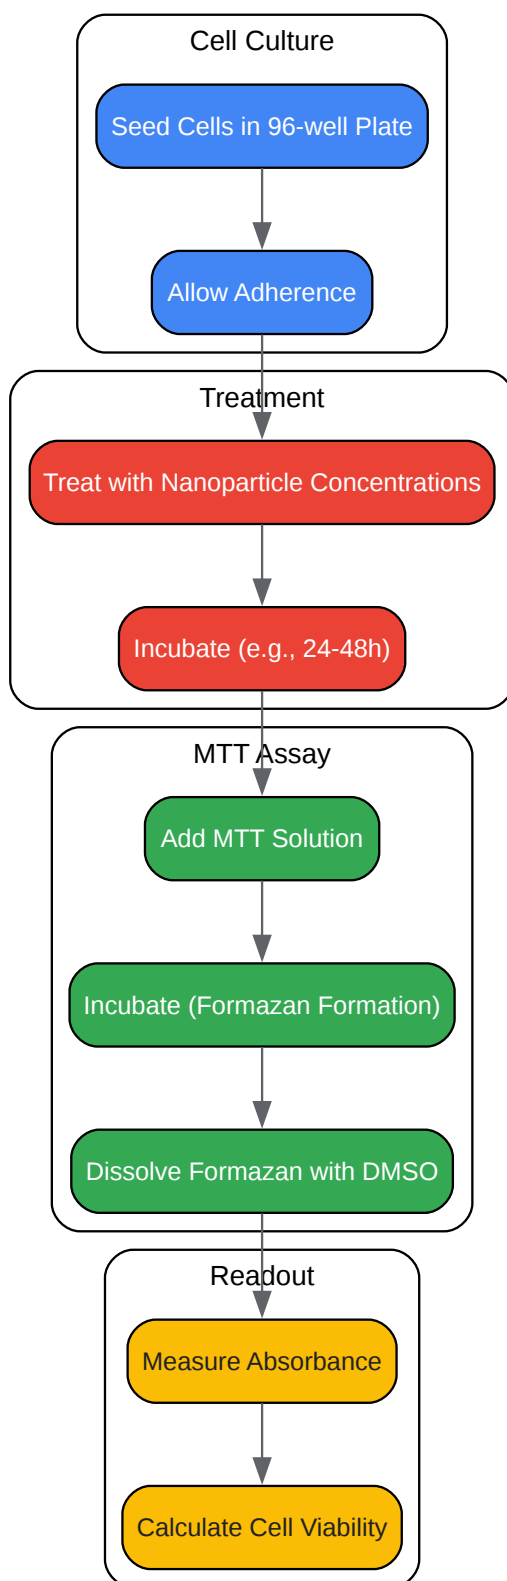 Cell Culture
Seed Cells in 96-well Plate
Allow Adherence
Treatment
Treat with Nanoparticle Concentrations
Incubate (e.g., 24-48h)
MTT Assay
Add MTT Solution
Incubate (Formazan Formation)
Dissolve Formazan with DMSO
Readout
Measure Absorbance
Calculate Cell Viability